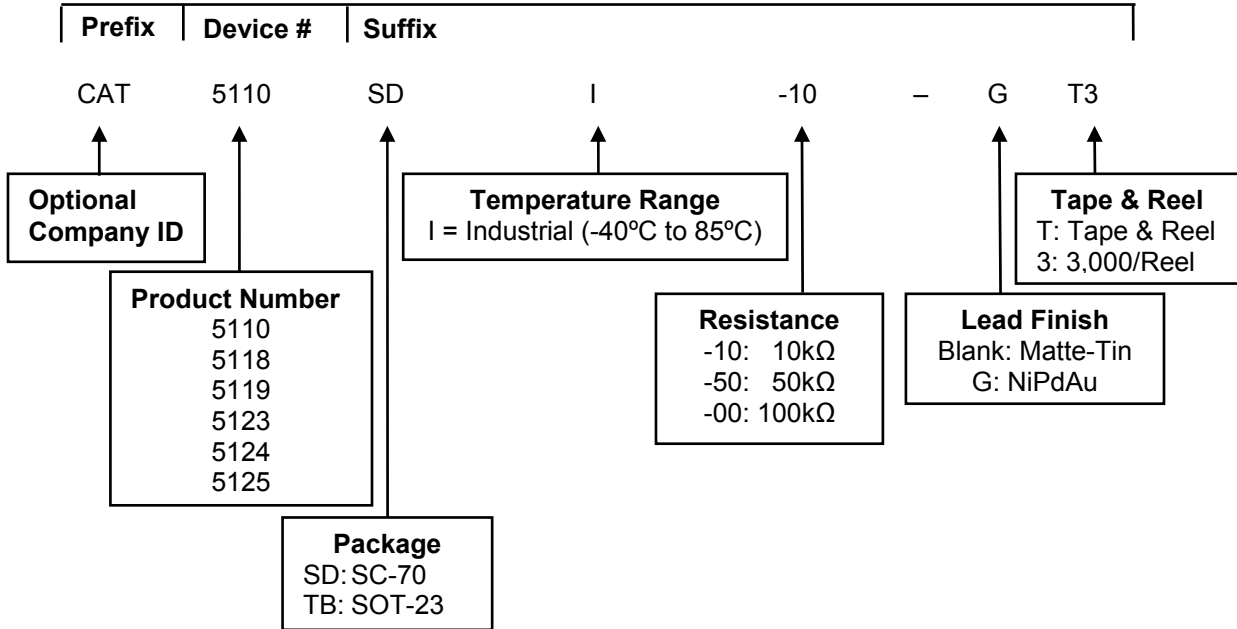 Prefix Device # Suffix
CAT 5110 SD I -10 – G T3
Optional
Company ID
Product Number
5110
5118
5119
5123
5124
5125
Package
SD: SC-70
TB: SOT-23
Temperature Range
I = Industrial (-40ºC to 85ºC)
Resistance
-10: 10kΩ
-50: 50kΩ
-00: 100kΩ
Lead Finish
Blank: Matte-Tin
G: NiPdAu
Tape & Reel
T: Tape & Reel
3: 3,000/Reel